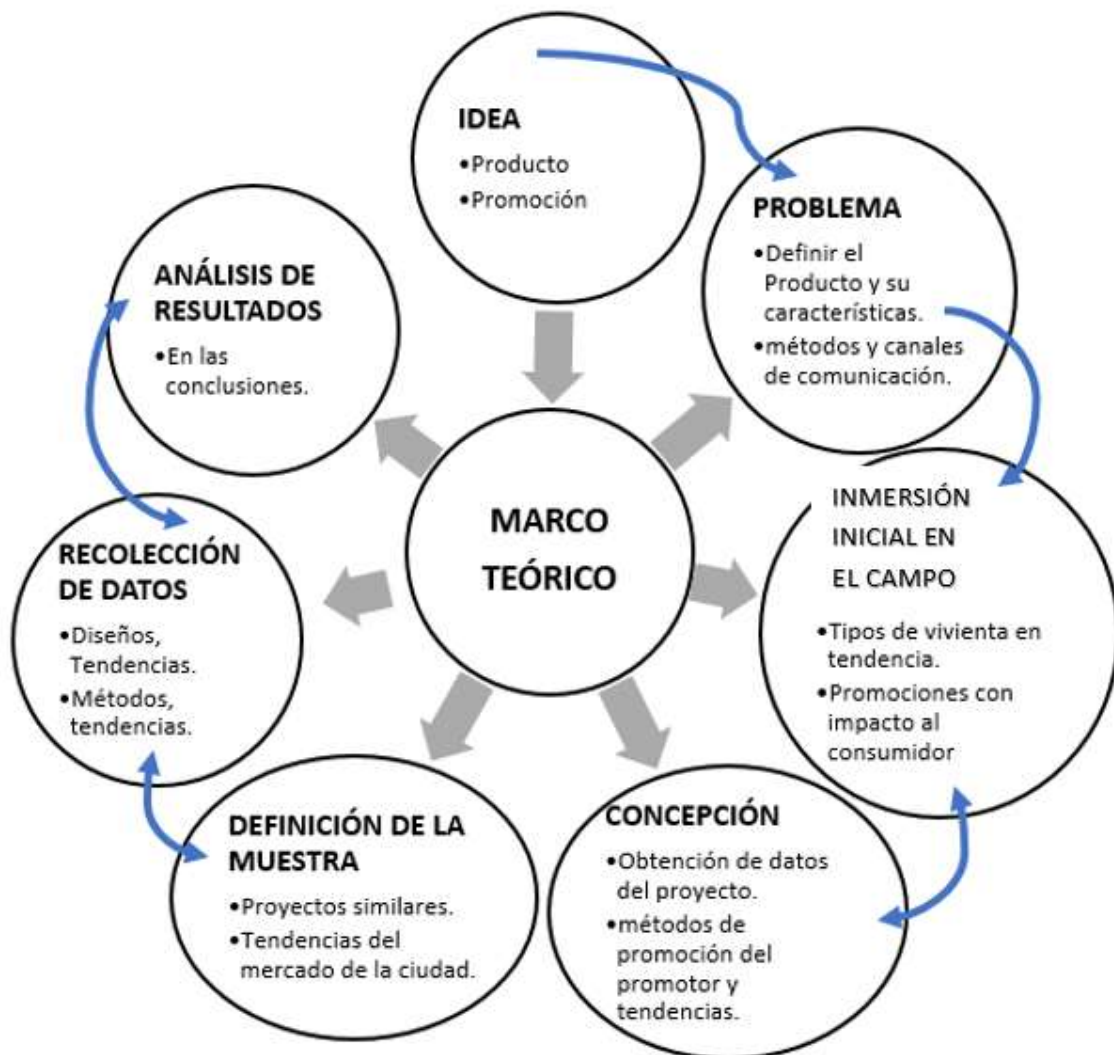 IDEA
•Producto
•Promoción
PROBLEMA
•Definir el
Producto y su
características.
•métodos y canales
de comunicación.
INMERSIÓN
INICIAL EN
EL CAMPO
•Tipos de vivienta en
tendencia.
•Promociones con
impacto al
consumidor
CONCEPCIÓN
•Obtención de datos
del proyecto.
•métodos de
promoción del
promotor y
tendencias.
DEFINICIÓN DE LA
MUESTRA
•Proyectos similares.
•Tendencias del
mercado de la ciudad.
RECOLECCIÓN
DE DATOS
•Diseños,
Tendencias.
•Métodos,
tendencias.
ANÁLISIS DE
RESULTADOS
•En las
conclusiones.
MARCO
TEÓRICO